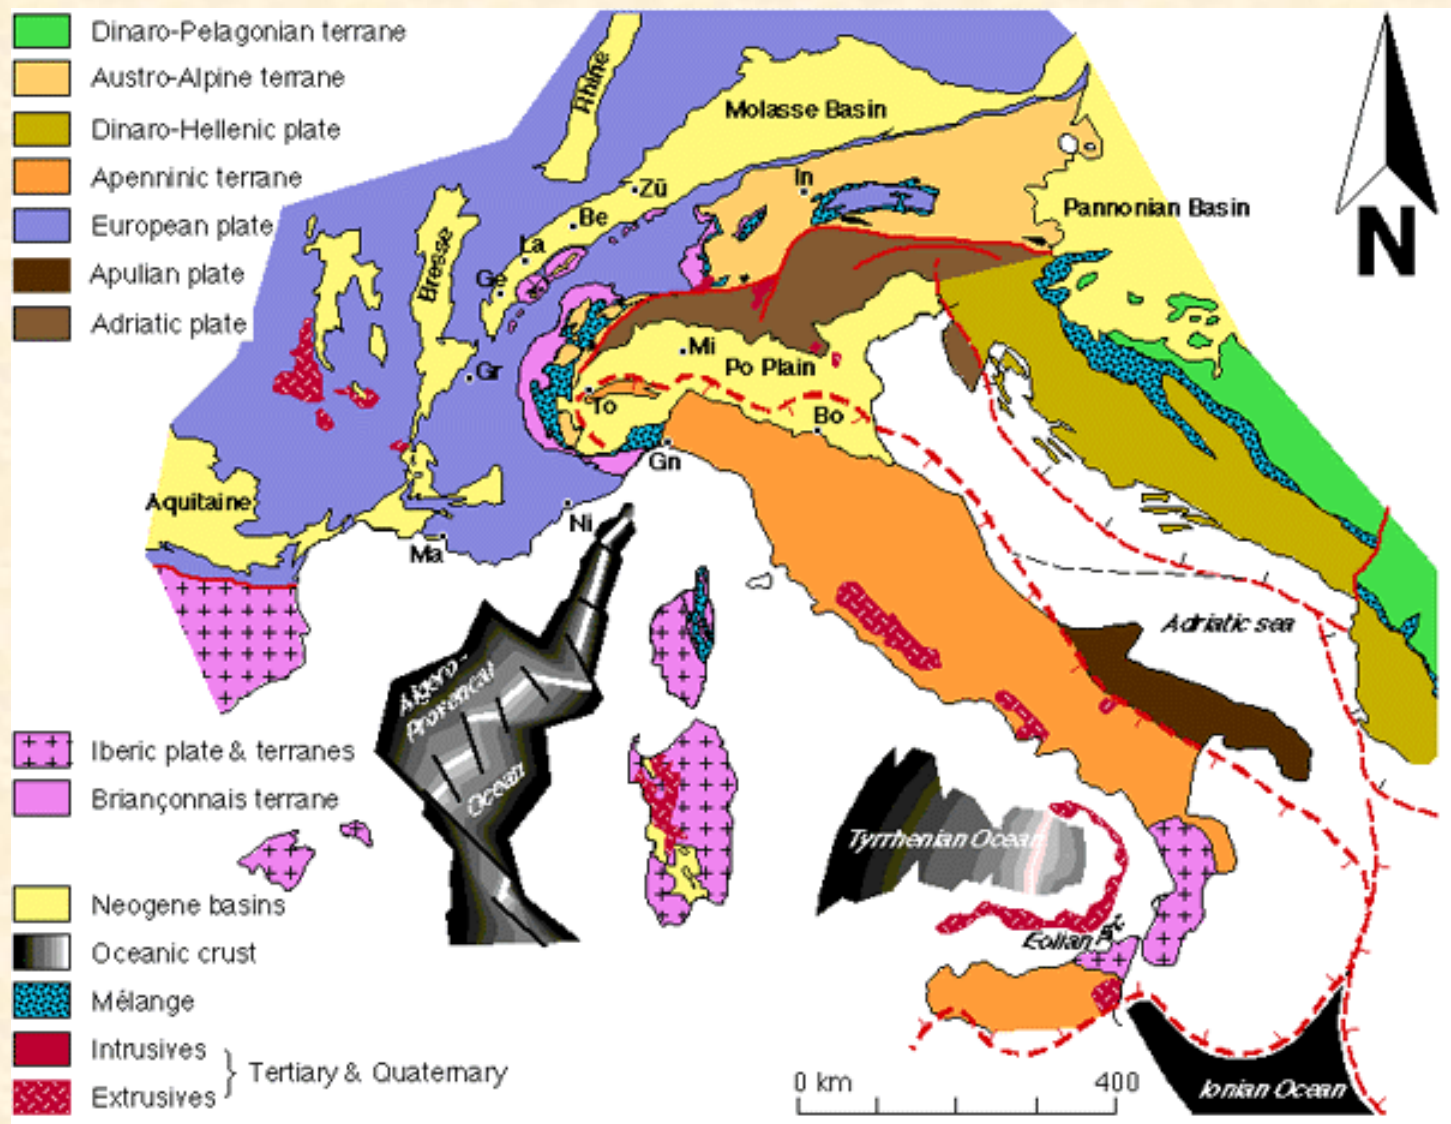 Dinaro-Pelagonian terrane
Austro-Alpine terrane
Dinaro-Hellenic plate
Apenninic terrane
European plate
Apulian plate
Adriatic plate
Rhine
Molasse Basin
Zü
In
Be
La
Ge
Bresse
Pannonian Basin
Gr
Mi
Po Plain
To
Bo
Gn
Aquitaine
Ni
Ma
N
Adriatic sea
Algero-
Provençal
Ocean
Iberic plate & terranes
Briançonnais terrane
Tyrrhenian Ocean
Eolian
Neogene basins
Oceanic crust
Mélange
Intrusives
Extrusives
Tertiary & Quaternary
0 km
400
Ionian Ocean